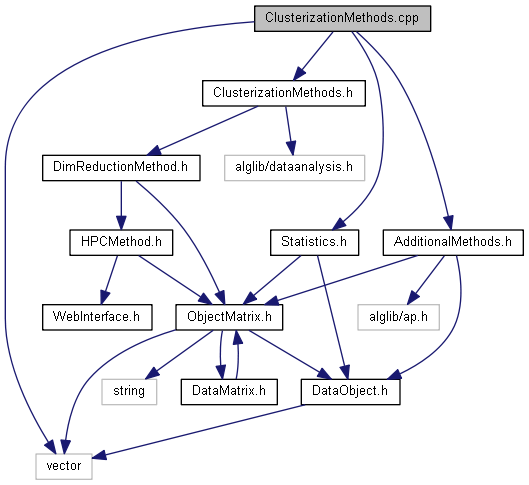 ClusterizationMethods.cpp
ClusterizationMethods.h
DimReductionMethod.h
alglib/dataanalysis.h
HPCMethod.h
Statistics.h
AdditionalMethods.h
WebInterface.h
ObjectMatrix.h
alglib/ap.h
string
DataMatrix.h
DataObject.h
vector